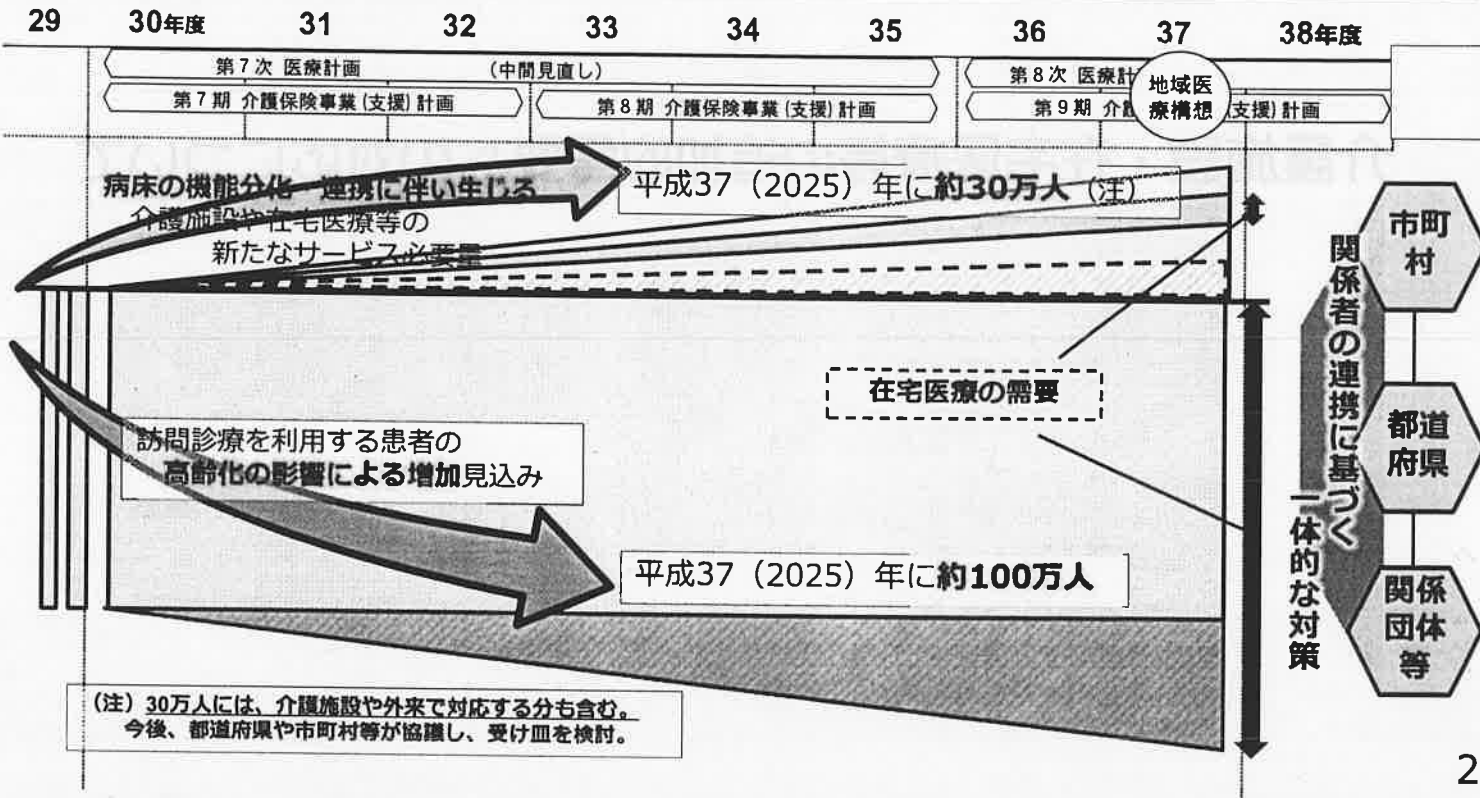 29 30年度 31 32 33 34 35 36 37 38年度
第7次 医療計画 (中間見直し)
第8次 医療計
第7期 介護保険事業(支援)計画
第8期 介護保険事業(支援)計画
第9期 介護
(支援)計画
地域医
療構想
病床の機能分化・連携に伴い生じる
介護施設や在宅医療等の
新たなサービス必要量
平成37(2025)年に約30万人(注)
在宅医療の需要
訪問診療を利用する患者の
高齢化の影響による増加見込み
平成37(2025)年に約100万人
(注)30万人には、介護施設や外来で対応する分も含む。
今後、都道府県や市町村等が協議し、受け皿を検討。
関係者の連携に基づく
一体的な対策
市町
村
都道
府県
関係
団体
等
2